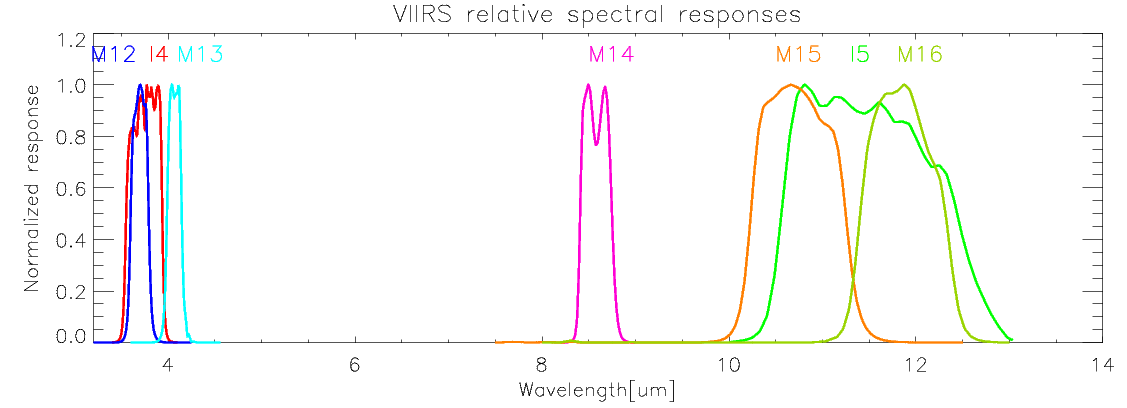 VIIRS relative spectral responses
M12 I4 M13 M14 M15 I5 M16
1.2
1.0
0.8
0.6
0.4
0.2
0.0
Normalized response
4 6 8 10 12 14
Wavelength[um]